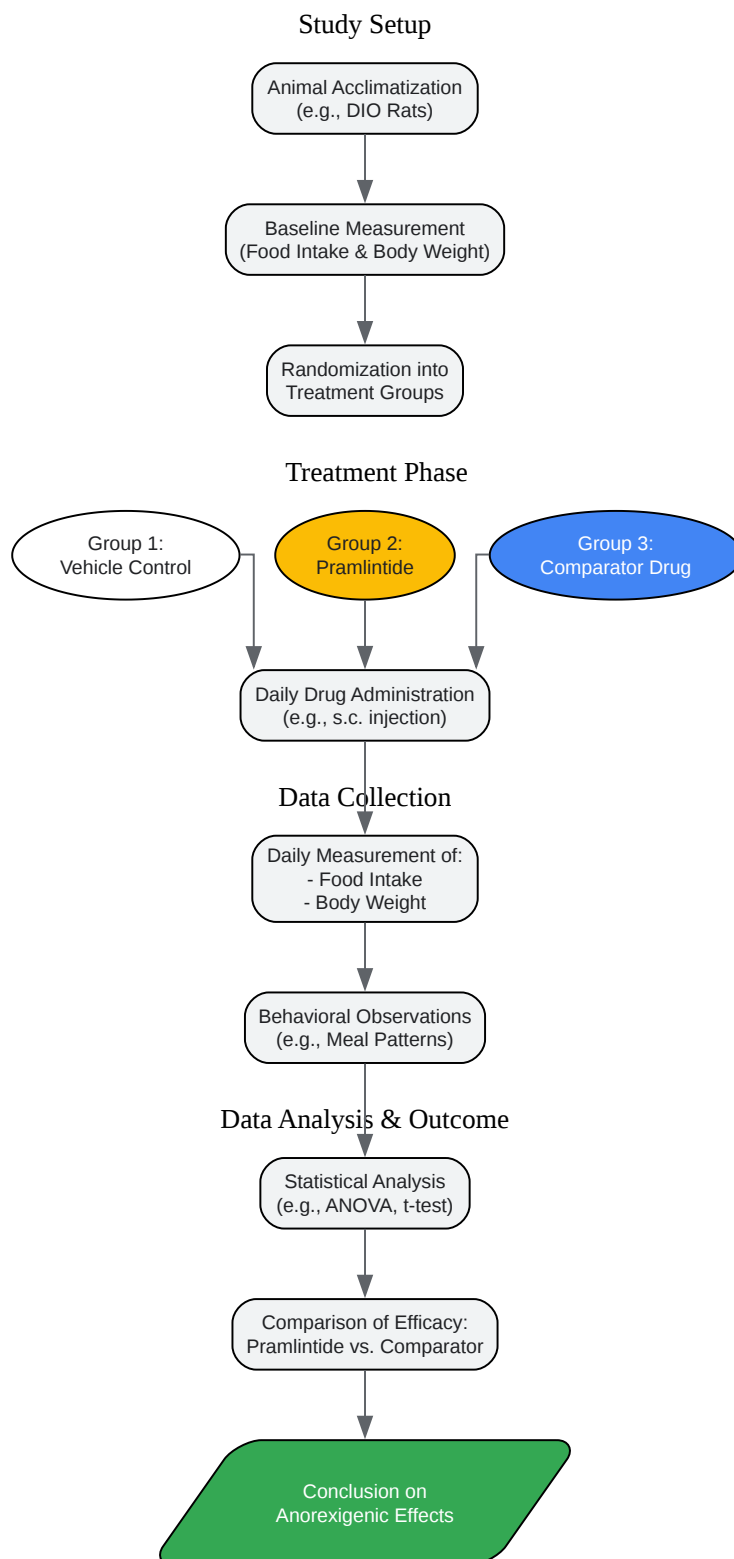 Study Setup
Animal Acclimatization
(e.g., DIO Rats)
Baseline Measurement
(Food Intake & Body Weight)
Randomization into
Treatment Groups
Treatment Phase
Group 1:
Vehicle Control
Group 2:
Pramlintide
Group 3:
Comparator Drug
Daily Drug Administration
(e.g., s.c. injection)
Data Collection
Daily Measurement of:
- Food Intake
- Body Weight
Behavioral Observations
(e.g., Meal Patterns)
Data Analysis & Outcome
Statistical Analysis
(e.g., ANOVA, t-test)
Comparison of Efficacy:
Pramlintide vs. Comparator
Conclusion on
Anorexigenic Effects